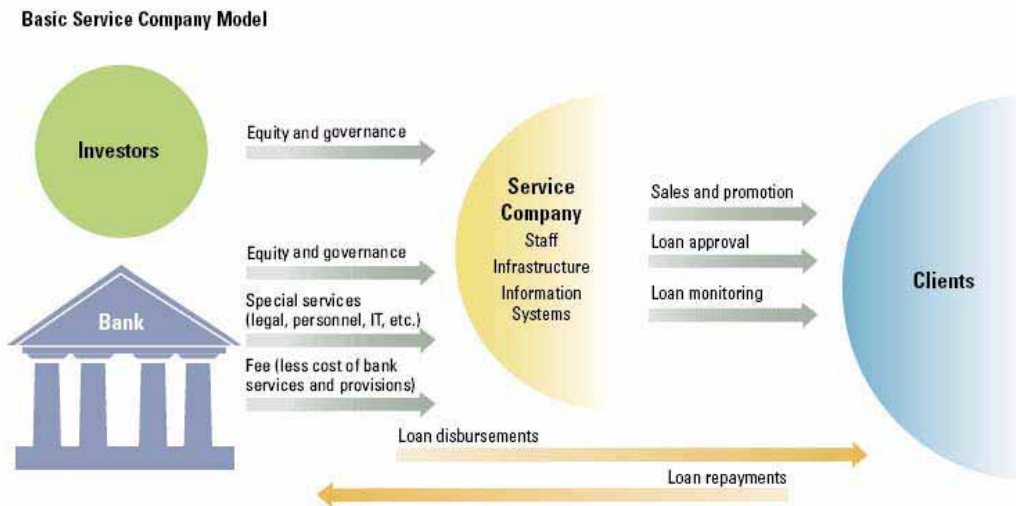 Basic Service Company Model
Investors
Equity and governance
Bank
Equity and governance
Special services
(legal, personnel, IT, etc.)
Fee (less cost of bank
services and provisions)
Service
Company
Staff
Infrastructure
Information
Systems
Sales and promotion
Loan approval
Loan monitoring
Clients
Loan disbursements
Loan repayments